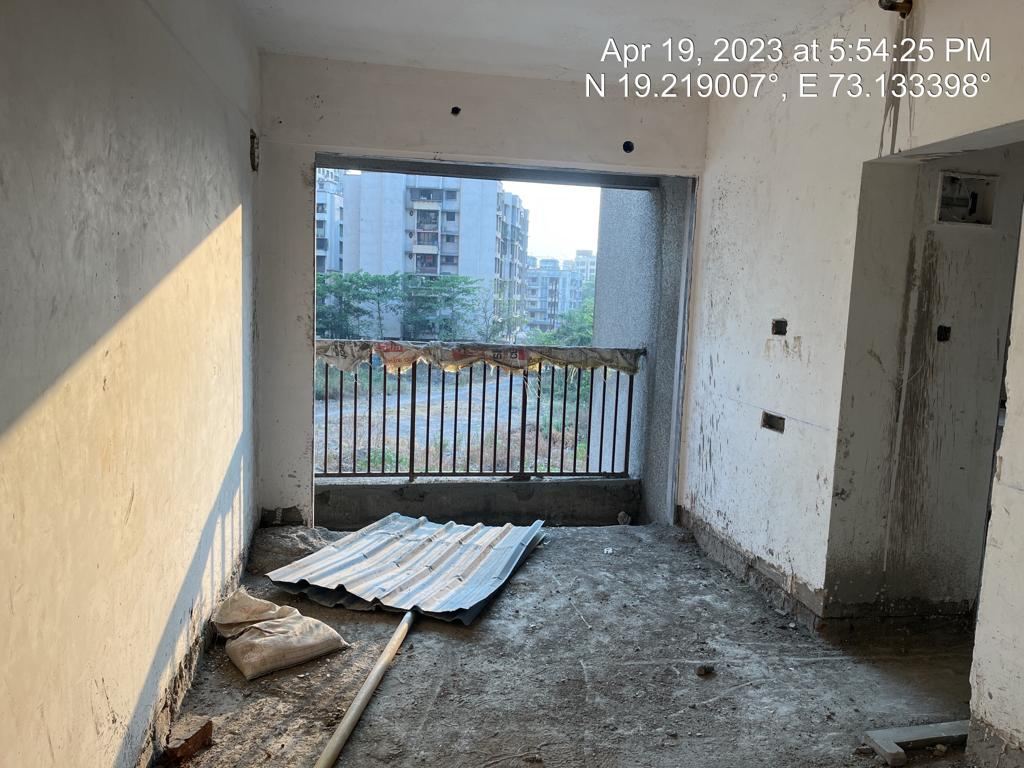 Apr 19, 2023 at 5:54:25 PM
N 19.219007°, E 73.133398°